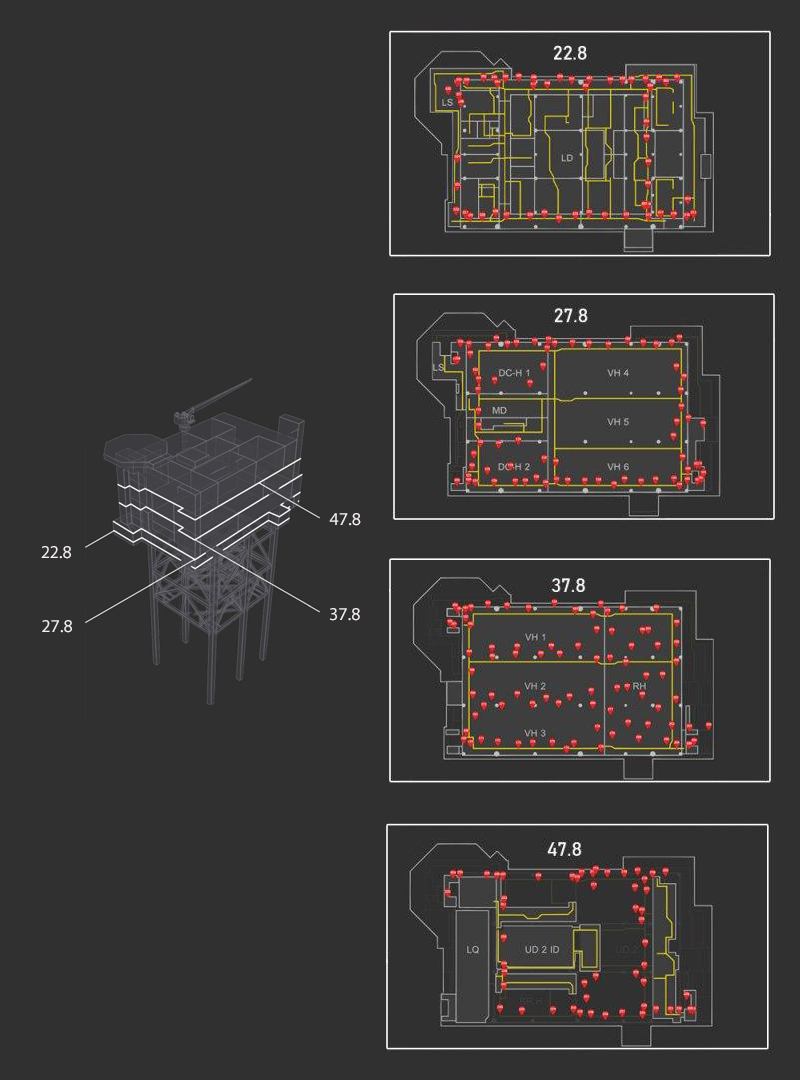 22.8
LS
LD
27.8
DC-H 1
VH 4
LS
MD
VH 5
DC-H 2
VH 6
47.8
22.8
37.8
27.8
37.8
VH 1
VH 2
RH
VH 3
47.8
LQ
UD 2 ID
UD 2